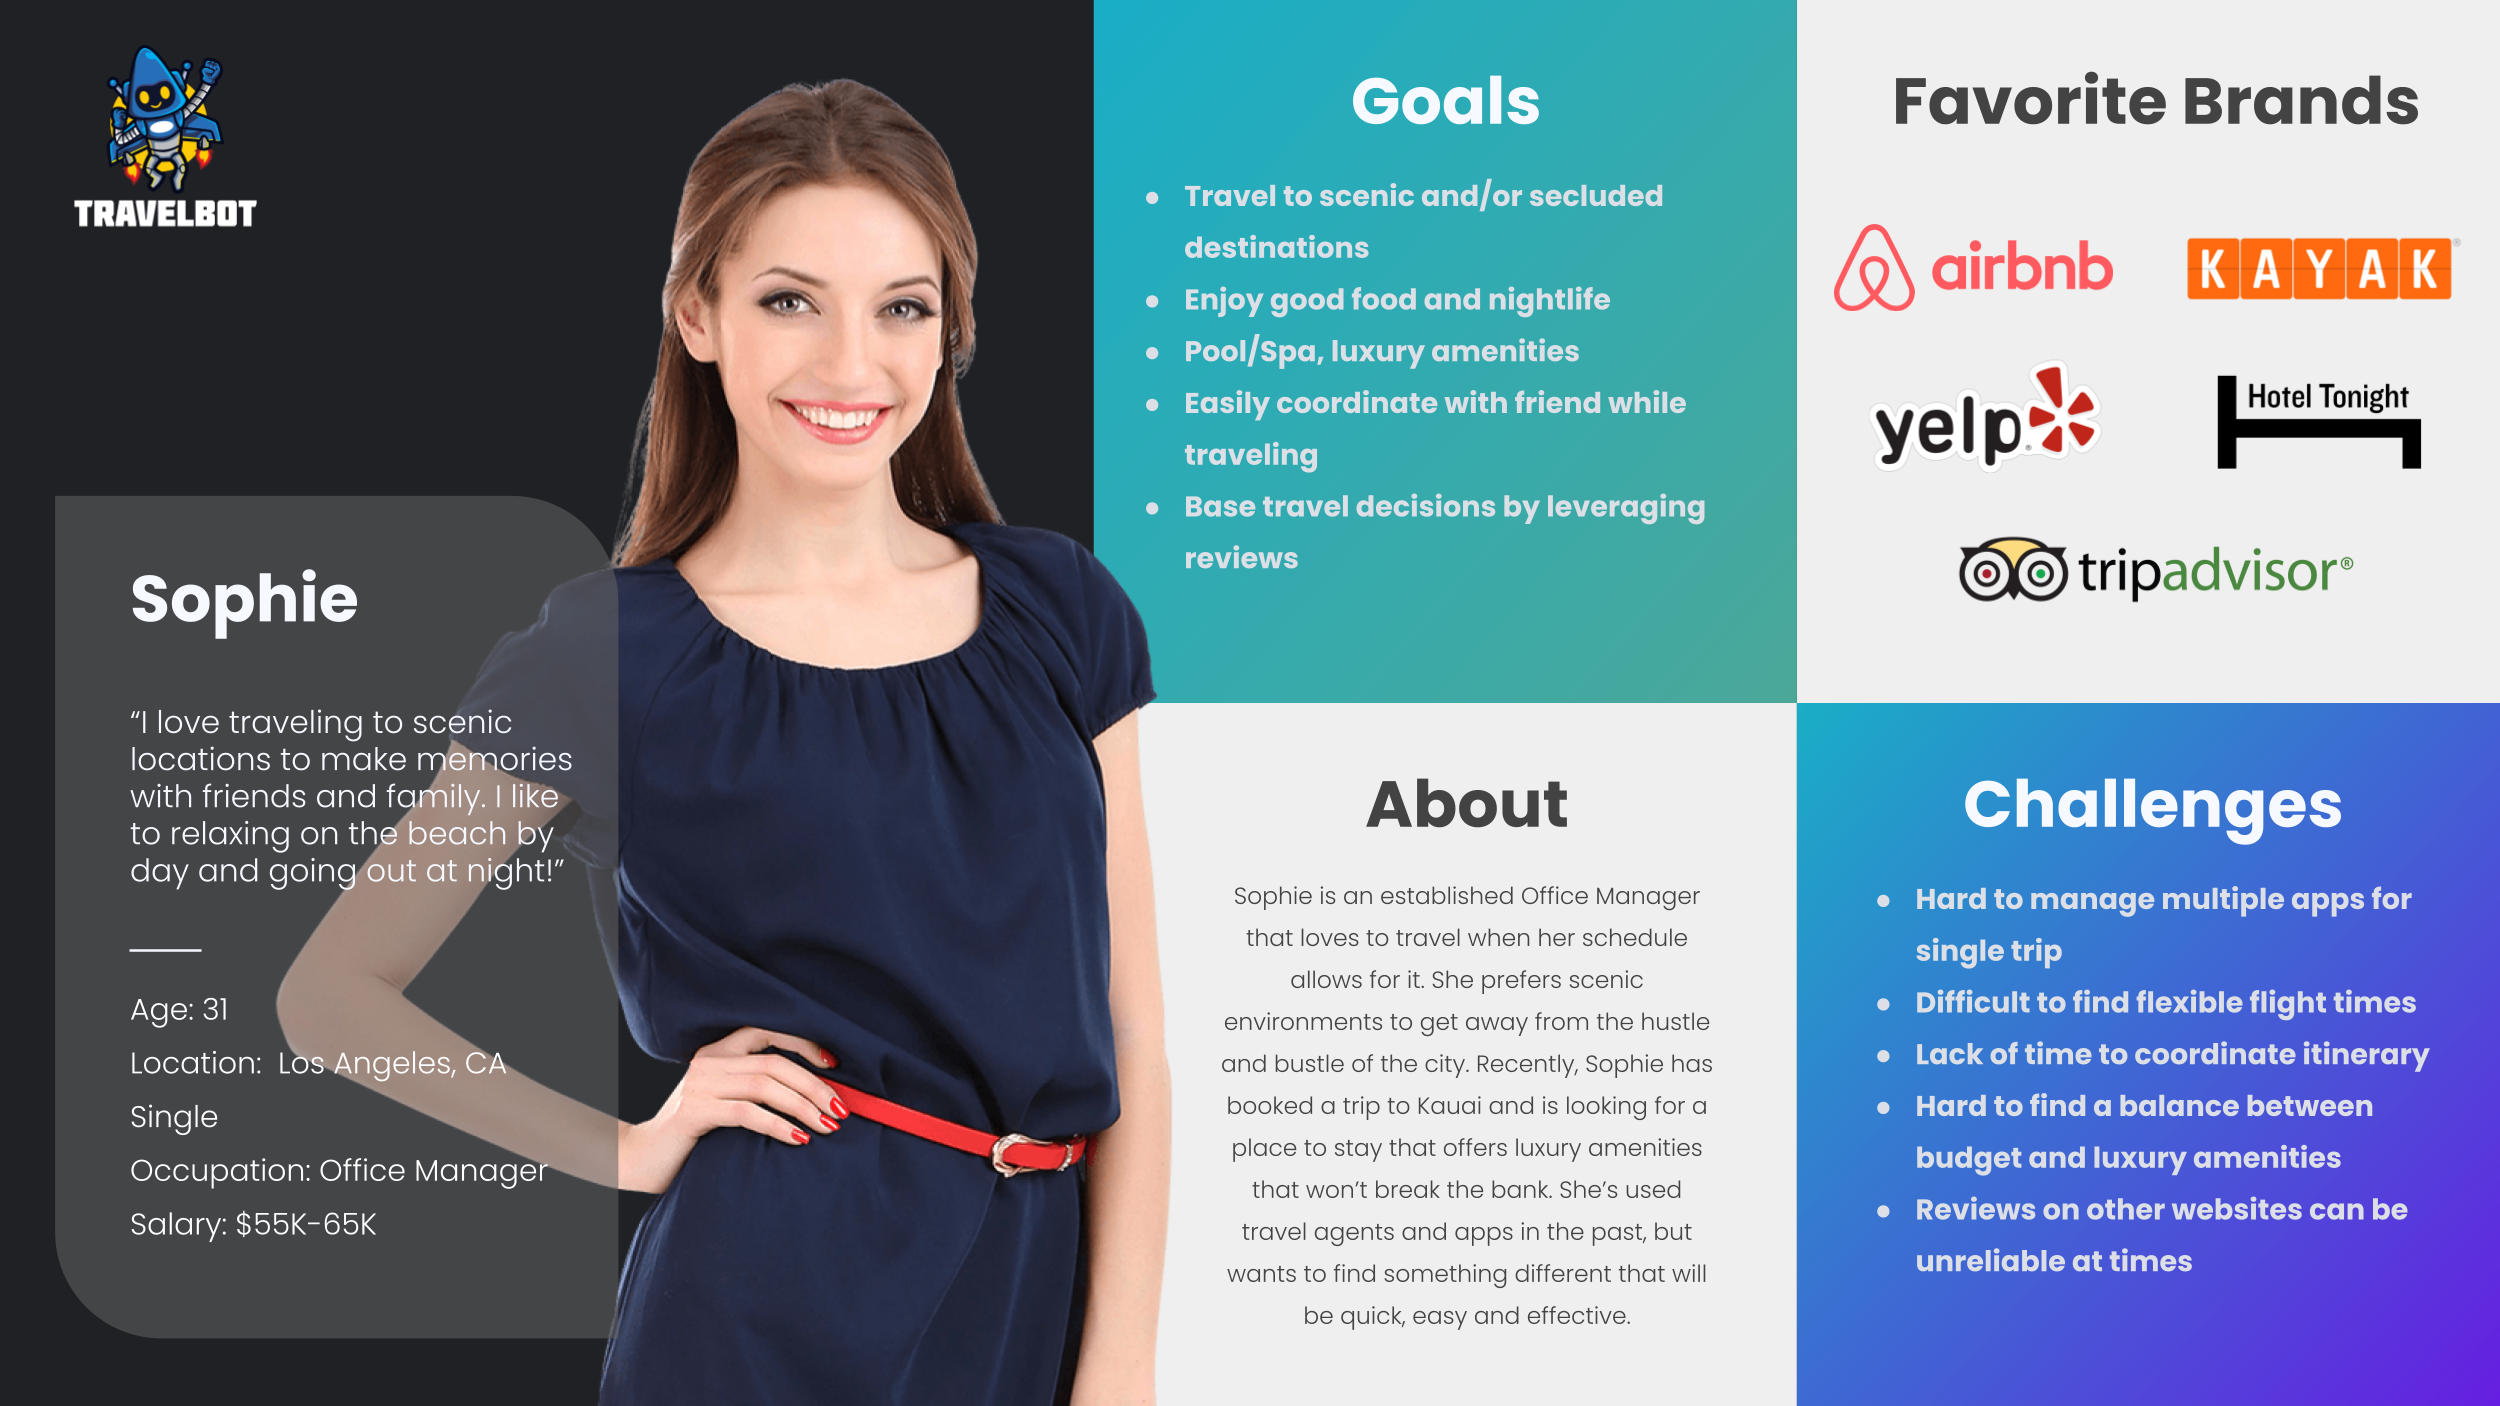 TRAVELBOT
Sophie
“I love traveling to scenic
locations to make memories
with friends and family. I like
to relaxing on the beach by
day and going out at night!”
Age: 31
Location:  Los Angeles, CA
Single
Occupation: Office Manager
Salary: $55K-65K
Goals
● Travel to scenic and/or secluded
destinations
● Enjoy good food and nightlife
● Pool/Spa, luxury amenities
● Easily coordinate with friend while
traveling
● Base travel decisions by leveraging
reviews
Favorite Brands
airbnb
KAYAK®
yelp®
Hotel Tonight
tripadvisor®
About
Sophie is an established Office Manager
that loves to travel when her schedule
allows for it. She prefers scenic
environments to get away from the hustle
and bustle of the city. Recently, Sophie has
booked a trip to Kauai and is looking for a
place to stay that offers luxury amenities
that won’t break the bank. She’s used
travel agents and apps in the past, but
wants to find something different that will
be quick, easy and effective.
Challenges
● Hard to manage multiple apps for
single trip
● Difficult to find flexible flight times
● Lack of time to coordinate itinerary
● Hard to find a balance between
budget and luxury amenities
● Reviews on other websites can be
unreliable at times